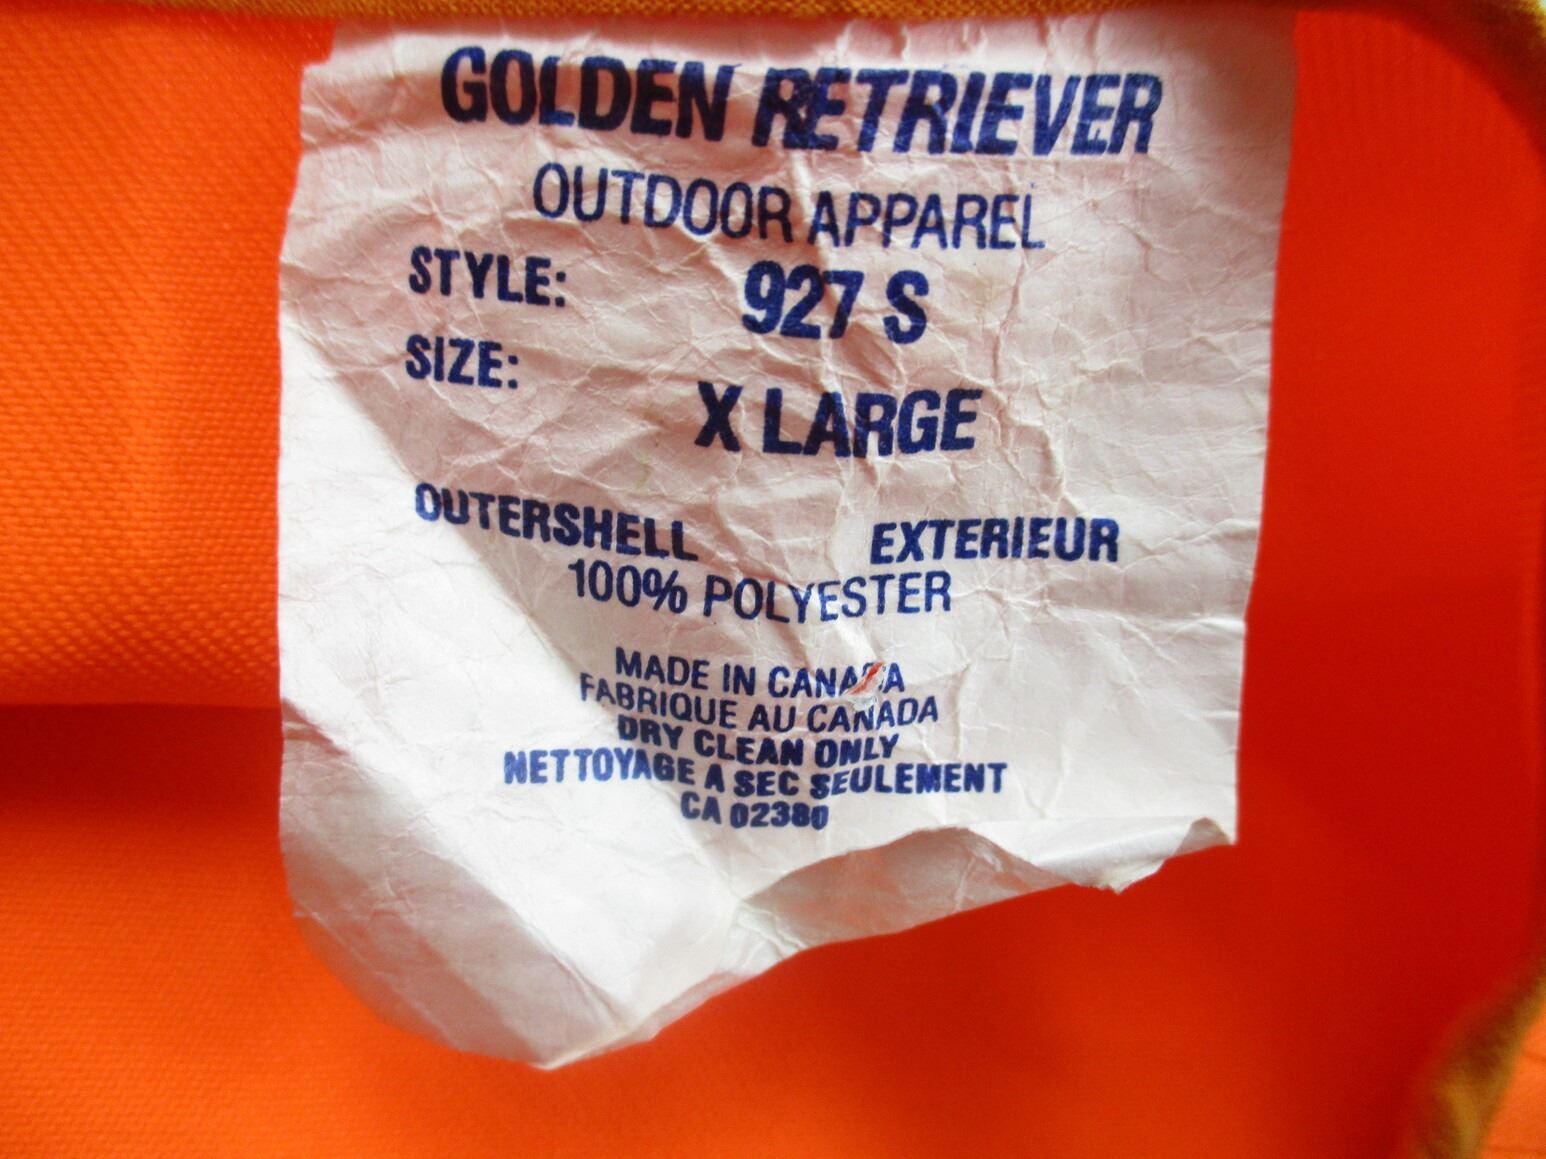 GOLDEN RETRIEVER
OUTDOOR APPAREL
STYLE: 927 S
SIZE: X LARGE
OUTERSHELL EXTERIEUR
100% POLYESTER
MADE IN CANADA
FABRIQUE AU CANADA
DRY CLEAN ONLY
NETTOYAGE A SEC SEULEMENT
CA 02380